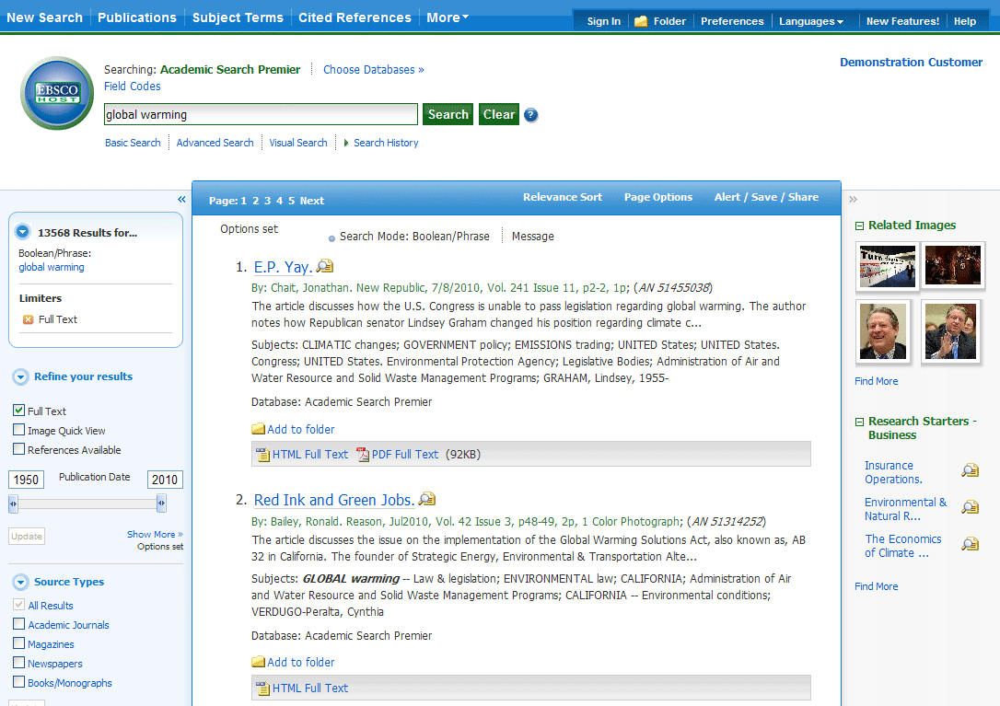 New Search Publications Subject Terms Cited References More
Sign In Folder Preferences Languages New Features! Help
Searching: Academic Search Premier Choose Databases »
Demonstration Customer
Field Codes
EBSCO
HOST
global warming Search Clear ?
Basic Search Advanced Search Visual Search Search History
«
13568 Results for...
Boolean/Phrase:
global warming
Limiters
Full Text
Refine your results
Full Text
Image Quick View
References Available
1950 Publication Date 2010
Update
Show More »
Options set
Source Types
All Results
Academic Journals
Magazines
Newspapers
Books/Monographs
Page: 1 2 3 4 5 Next Relevance Sort Page Options Alert / Save / Share
Options set
Search Mode: Boolean/Phrase Message
1. E.P. Yay.
By: Chait, Jonathan. New Republic, 7/8/2010, Vol. 241 Issue 11, p2-2, 1p; (AN 51455038)
The article discusses how the U.S. Congress is unable to pass legislation regarding global warming. The author
notes how Republican senator Lindsey Graham changed his position regarding climate c...
Subjects: CLIMATIC changes; GOVERNMENT policy; EMISSIONS trading; UNITED States; UNITED States.
Congress; UNITED States. Environmental Protection Agency; Legislative Bodies; Administration of Air and
Water Resource and Solid Waste Management Programs; GRAHAM, Lindsey, 1955-
Database: Academic Search Premier
Add to folder
HTML Full Text PDF Full Text (92KB)
2. Red Ink and Green Jobs.
By: Bailey, Ronald. Reason, Jul2010, Vol. 42 Issue 3, p48-49, 2p, 1 Color Photograph; (AN 51314252)
The article discusses the issue on the implementation of the Global Warming Solutions Act, also known as, AB
32 in California. The founder of Strategic Energy, Environmental & Transportation Alte...
Subjects: GLOBAL warming -- Law & legislation; ENVIRONMENTAL law; CALIFORNIA; Administration of Air
and Water Resource and Solid Waste Management Programs; CALIFORNIA -- Environmental conditions;
VERDUGO-Peralta, Cynthia
Database: Academic Search Premier
Add to folder
HTML Full Text
»
Related Images
Find More
Research Starters -
Business
Insurance
Operations.
Environmental &
Natural R...
The Economics
of Climate ...
Find More